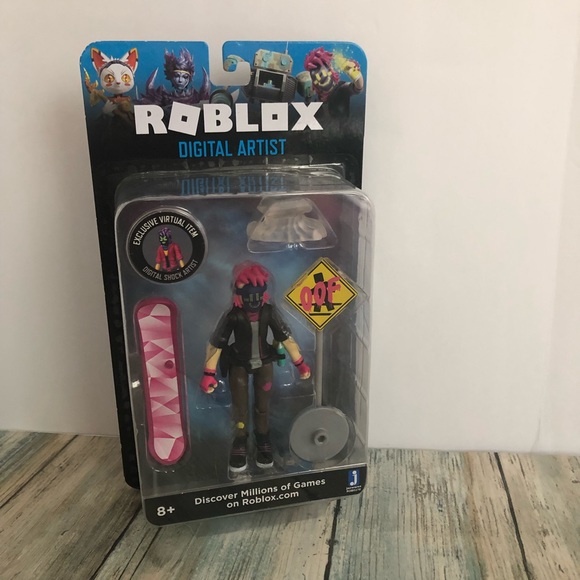 ROBLOX
DIGITAL ARTIST
EXCLUSIVE VIRTUAL ITEM
DIGITAL SHOCK ARTIST
OOF
Discover Millions of Games
on Roblox.com
8+